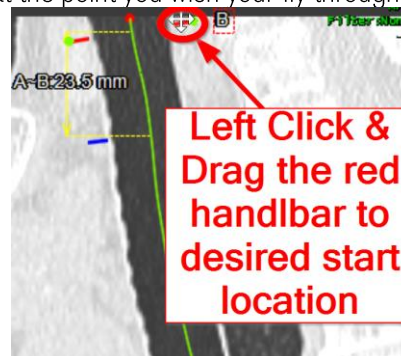 at the point you wish your fly through
B
A~B:23.5 mm
Left Click &
Drag the red
handlbar to
desired start
location